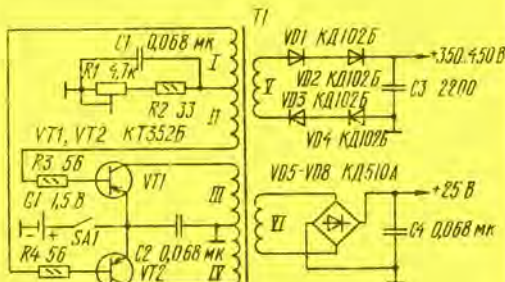 T1
C1 0,068 мк
VD1 КД102Б
+350..450 В
R1 4,7к
I
V
VD2 КД102Б
C3 2200
R2 33
VD3 КД102Б
II
VT1, VT2 КТ352Б
VD4 КД102Б
R3 56
VT1
III
VD5-VD8 КД510А
G1 1,5 В
+25 В
SA1
VI
C4 0,068 мк
C2 0,068 мк
R4 56
VT2
IV